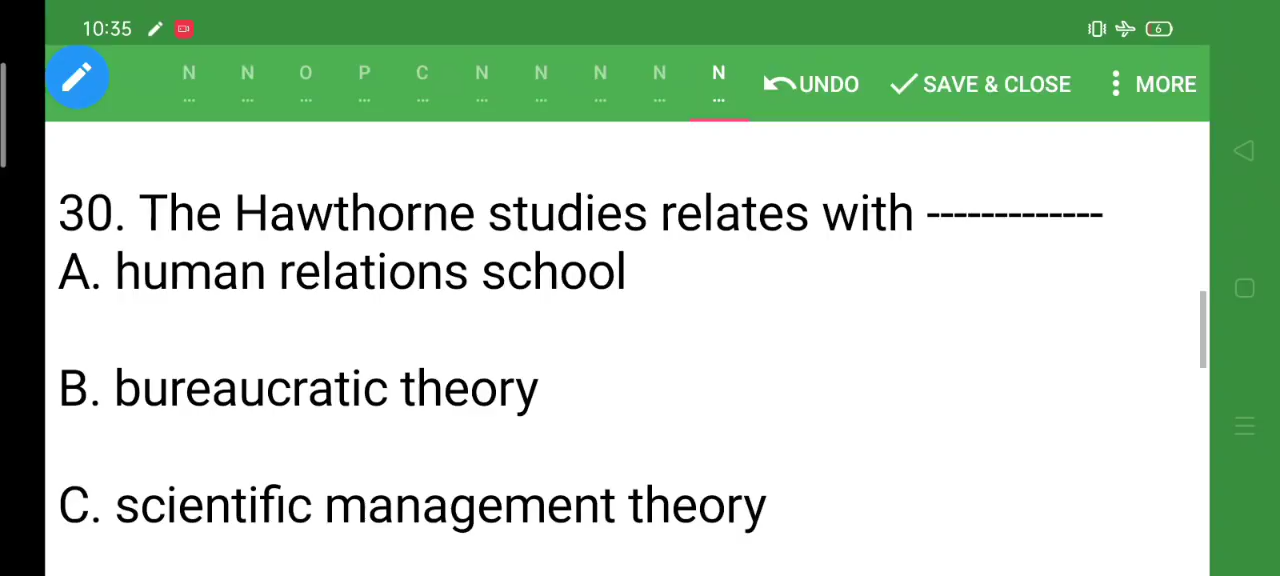 10:35
6
N N O P C N N N N N UNDO SAVE & CLOSE MORE
... ... ... ... ... ... ... ... ... ...
30. The Hawthorne studies relates with -------------
A. human relations school
B. bureaucratic theory
C. scientific management theory